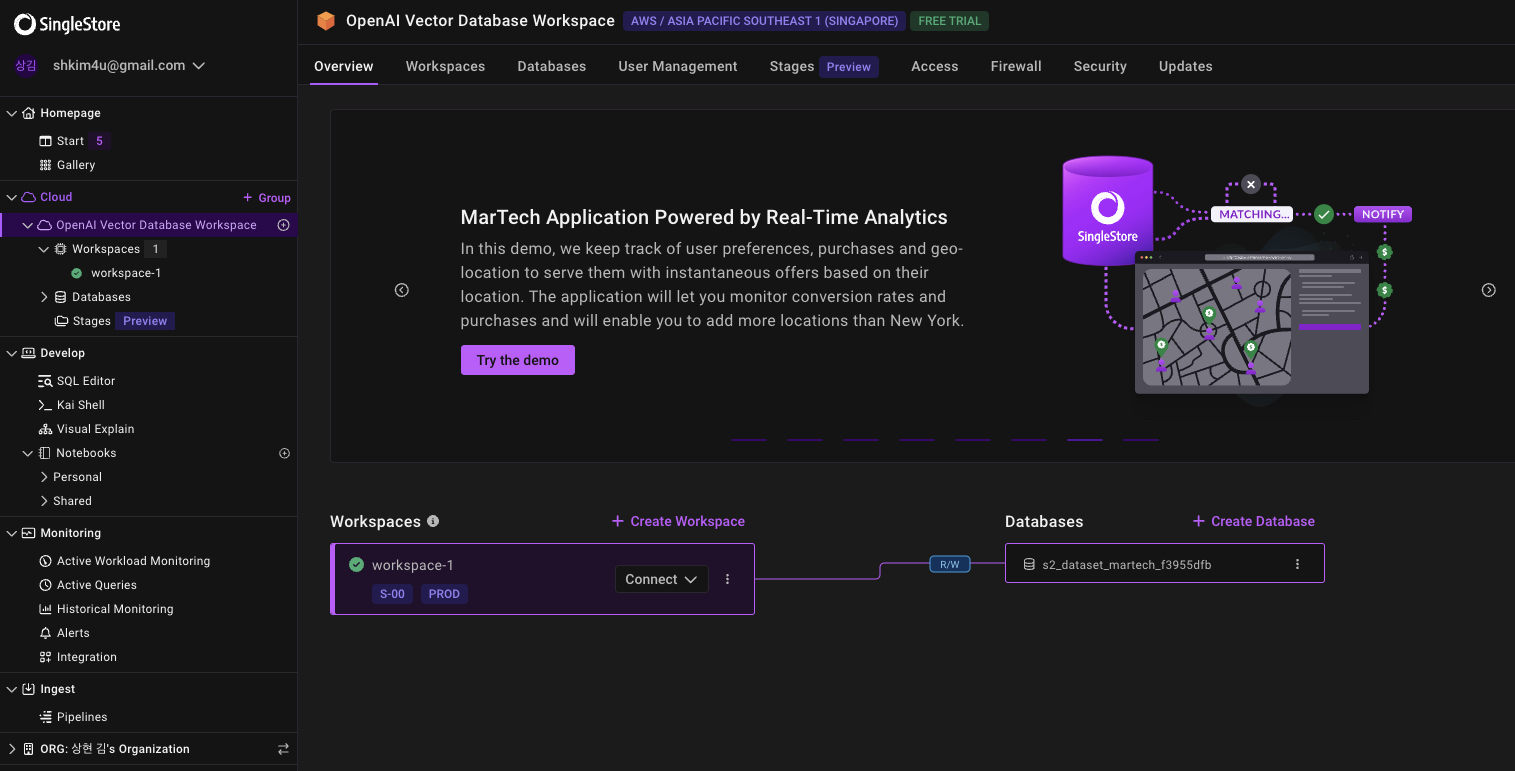 SingleStore
상김 shkim4u@gmail.com
Homepage
Start 5
Gallery
Cloud + Group
OpenAI Vector Database Workspace
Workspaces 1
workspace-1
Databases
Stages Preview
Develop
SQL Editor
Kai Shell
Visual Explain
Notebooks
Personal
Shared
Monitoring
Active Workload Monitoring
Active Queries
Historical Monitoring
Alerts
Integration
Ingest
Pipelines
ORG: 상현 김's Organization
OpenAI Vector Database Workspace AWS / ASIA PACIFIC SOUTHEAST 1 (SINGAPORE) FREE TRIAL
Overview Workspaces Databases User Management Stages Preview Access Firewall Security Updates
MarTech Application Powered by Real-Time Analytics
In this demo, we keep track of user preferences, purchases and geo-
location to serve them with instantaneous offers based on their
location. The application will let you monitor conversion rates and
purchases and will enable you to add more locations than New York.
Try the demo
SingleStore
MATCHING...
NOTIFY
$
$
Workspaces + Create Workspace
workspace-1
S-00 PROD
Connect
R/W
Databases + Create Database
s2_dataset_martech_f3955dfb